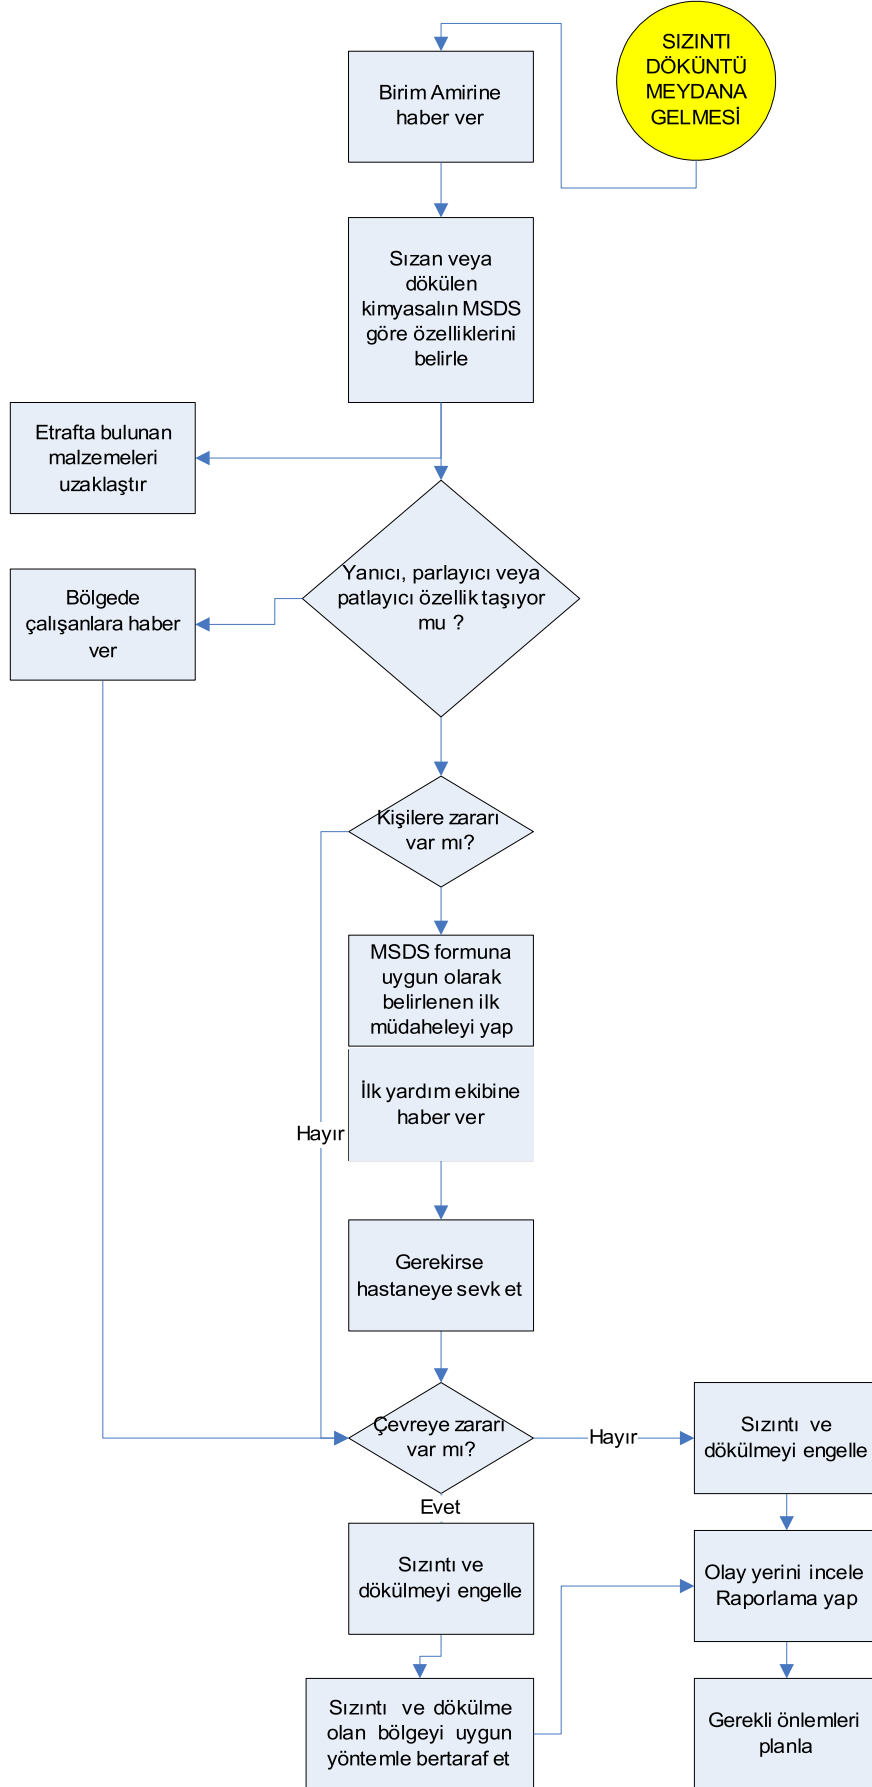 SIZINTI
DÖKÜNTÜ
MEYDANA
GELMESİ
Birim Amirine
haber ver
Sızan veya
dökülen
kimyasalın MSDS
göre özelliklerini
belirle
Etrafta bulunan
malzemeleri
uzaklaştır
Yanıcı, parlayıcı veya
patlayıcı özellik taşıyor
mu ?
Bölgede
çalışanlara haber
ver
Kişilere zararı
var mı?
MSDS formuna
uygun olarak
belirlenen ilk
müdaheleyi yap
İlk yardım ekibine
haber ver
Hayır
Gerekirse
hastaneye sevk et
Çevreye zararı
var mı?
Hayır
Sızıntı ve
dökülmeyi engelle
Evet
Sızıntı ve
dökülmeyi engelle
Olay yerini incele
Raporlama yap
Sızıntı ve dökülme
olan bölgeyi uygun
yöntemle bertaraf et
Gerekli önlemleri
planla